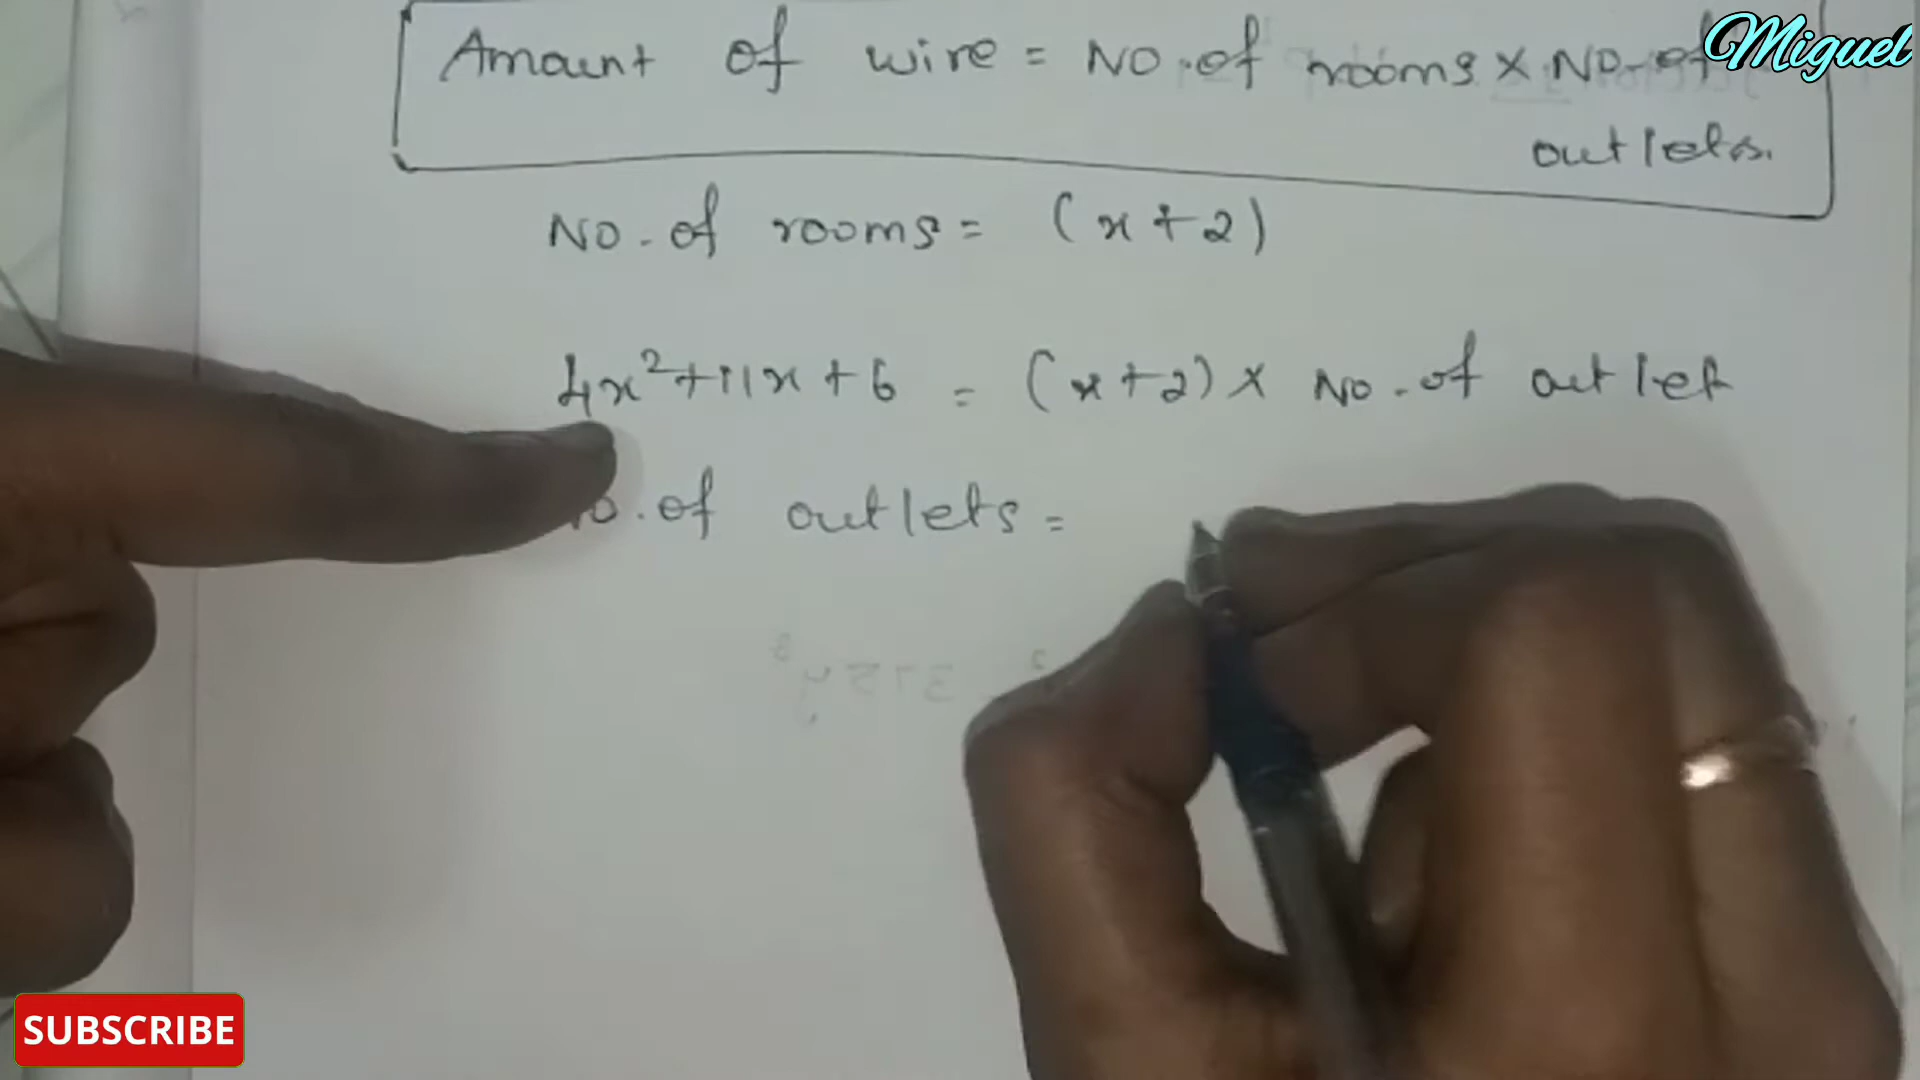 Miguel
Amount of wire = No. of rooms × No. of
outlets.
No. of rooms = (x + 2)
4x² + 11x + 6 = (x + 2) × No. of outlet
of outlets =
SUBSCRIBE